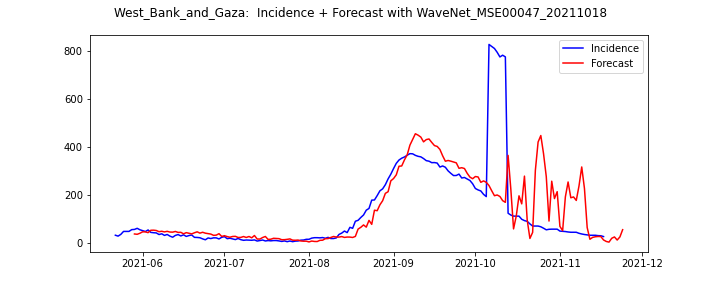 West_Bank_and_Gaza:  Incidence + Forecast with WaveNet_MSE00047_20211018
Incidence
Forecast
800
600
400
200
0
2021-06 2021-07 2021-08 2021-09 2021-10 2021-11 2021-12